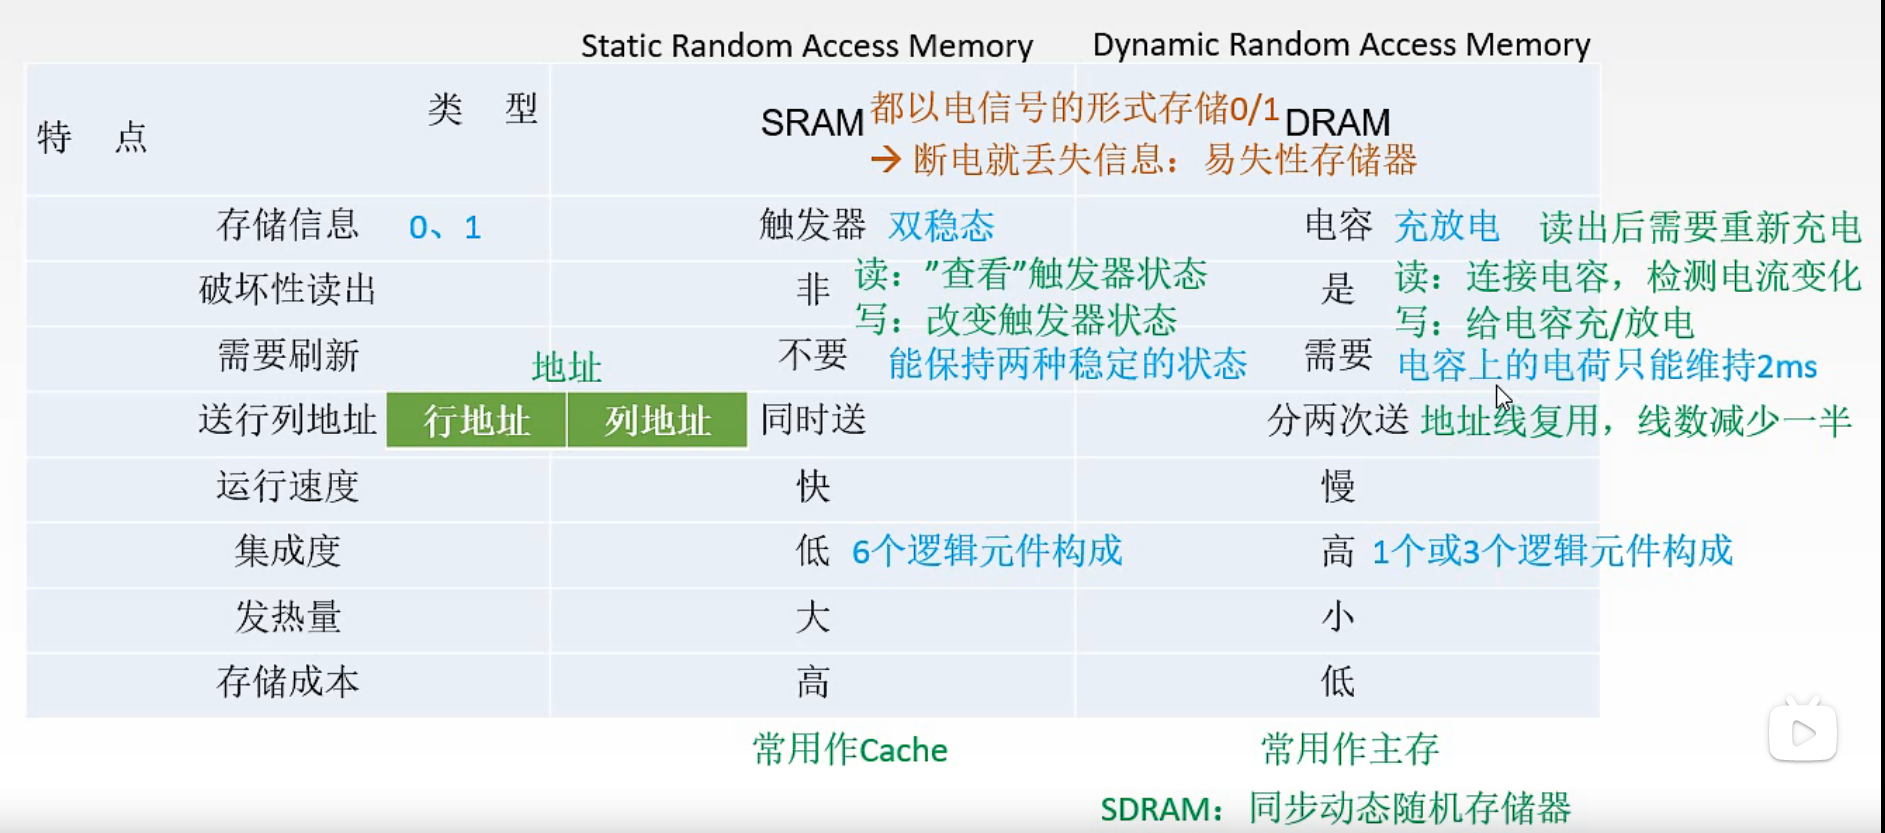 Static Random Access Memory Dynamic Random Access Memory
类 型
特 点
SRAM 都以电信号的形式存储0/1 DRAM
→ 断电就丢失信息：易失性存储器
存储信息 0、1 触发器 双稳态 电容 充放电 读出后需要重新充电
破坏性读出 非 读：”查看”触发器状态 是 读：连接电容，检测电流变化
写：改变触发器状态 写：给电容充/放电
需要刷新 不要 能保持两种稳定的状态 需要 电容上的电荷只能维持2ms
地址
送行列地址 行地址 列地址 同时送 分两次送 地址线复用，线数减少一半
运行速度 快 慢
集成度 低 6个逻辑元件构成 高 1个或3个逻辑元件构成
发热量 大 小
存储成本 高 低
常用作Cache 常用作主存
SDRAM：同步动态随机存储器